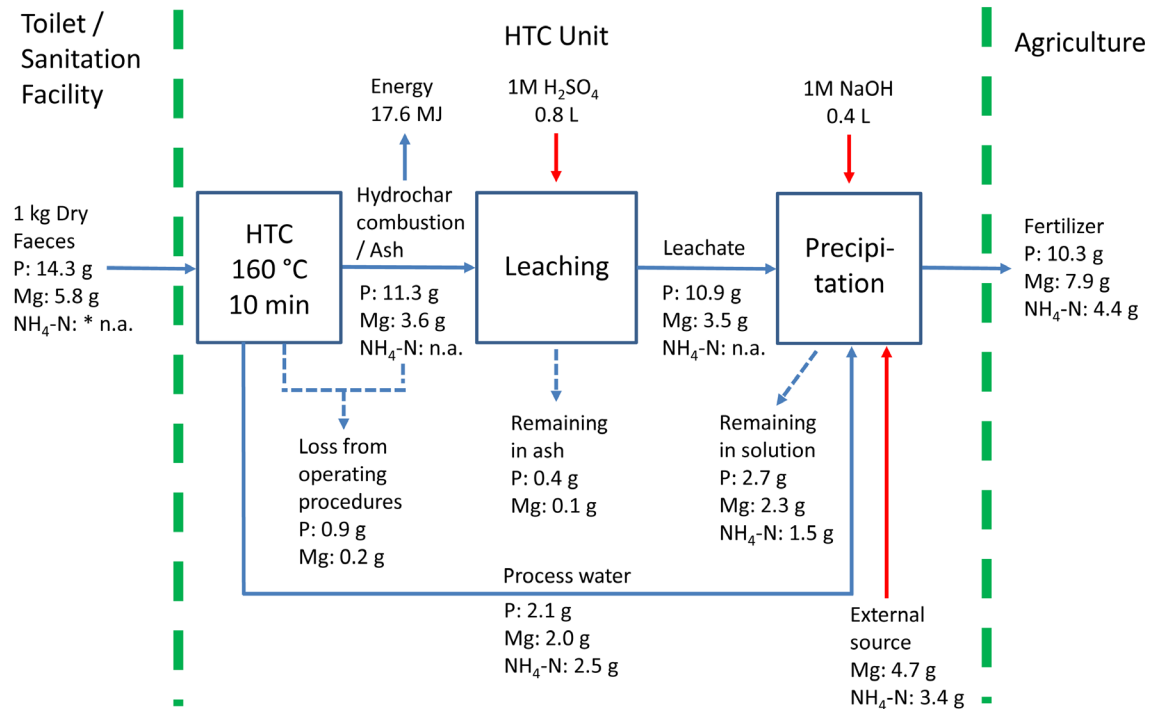 Toilet /
Sanitation
Facility
HTC Unit
Agriculture
Energy
17.6 MJ
1M H₂SO₄
0.8 L
1M NaOH
0.4 L
1 kg Dry
Faeces
P: 14.3 g
Mg: 5.8 g
NH₄-N: * n.a.
HTC
160 °C
10 min
Hydrochar
combustion
/ Ash
P: 11.3 g
Mg: 3.6 g
NH₄-N: n.a.
Leaching
Leachate
P: 10.9 g
Mg: 3.5 g
NH₄-N: n.a.
Precipi-
tation
Fertilizer
P: 10.3 g
Mg: 7.9 g
NH₄-N: 4.4 g
Loss from
operating
procedures
P: 0.9 g
Mg: 0.2 g
Remaining
in ash
P: 0.4 g
Mg: 0.1 g
Remaining
in solution
P: 2.7 g
Mg: 2.3 g
NH₄-N: 1.5 g
Process water
P: 2.1 g
Mg: 2.0 g
NH₄-N: 2.5 g
External
source
Mg: 4.7 g
NH₄-N: 3.4 g